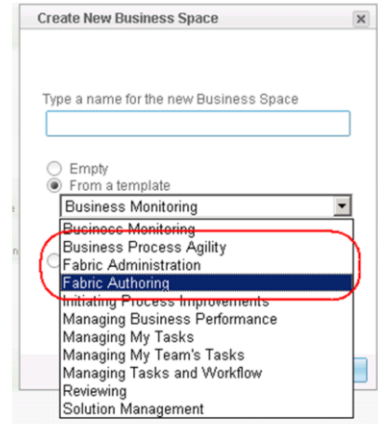 Create New Business Space
Type a name for the new Business Space
Empty
From a template
Business Monitoring
Business Monitoring
Business Process Agility
Fabric Administration
Fabric Authoring
Initiating Process Improvements
Managing Business Performance
Managing My Tasks
Managing My Team's Tasks
Managing Tasks and Workflow
Reviewing
Solution Management